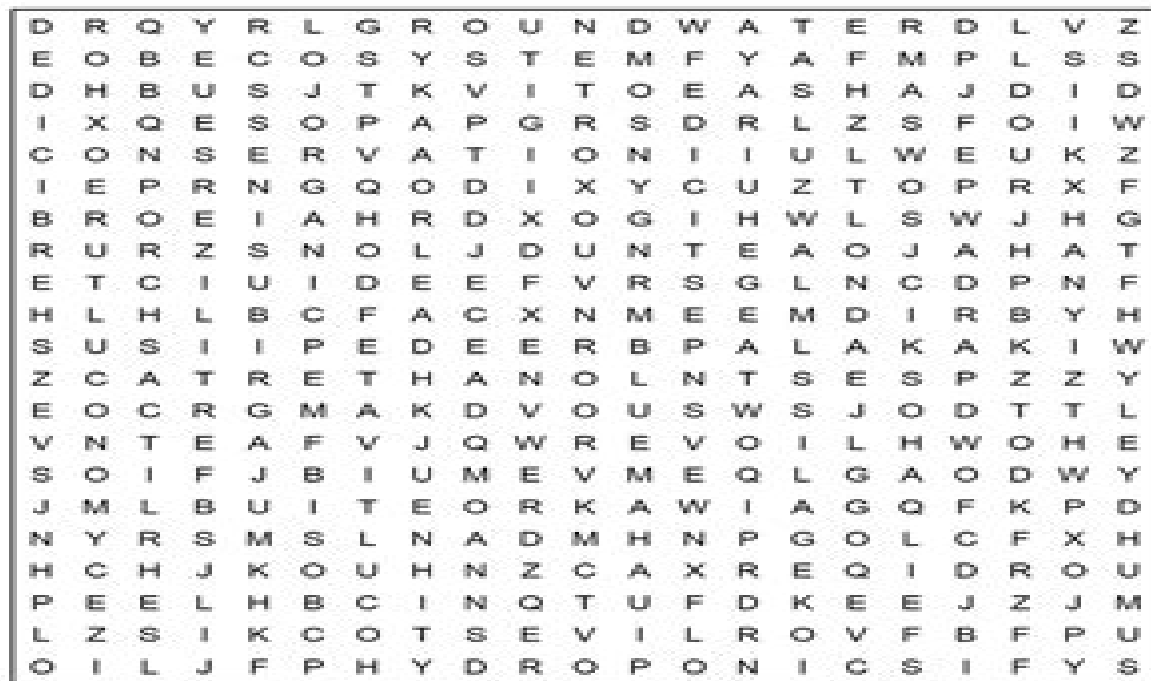 D R Q Y R L G R O U N D W A T E R D L V Z
E O B E C O S Y S T E M F Y A F M P L S S
D H B U S J T K V I T O E A S H A J D I D
I X Q E S O P A P G R S D R L Z S F O I W
C O N S E R V A T I O N I I U L W E U K Z
I E P R N G Q O D I X Y C U Z T O P R X F
B R O E I A H R D X O G I H W L S W J H G
R U R Z S N O L J D U N T E A O J A H A T
E T C I U I D E E F V R S G L N C D P N F
H L H L B C F A C X N M E E M D I R B Y H
S U S I I P E D E E R B P A L A K A K I W
Z C A T R E T H A N O L N T S E S P Z Z Y
E O C R G M A K D V O U S W S J O D T T L
V N T E A F V J Q W R E V O I L H W O H E
S O I F J B I U M E V M E Q L G A O D W Y
J M L B U I T E O R K A W I A G Q F K P D
N Y R S M S L N A D M H N P G O L C F X H
H C H J K O U H N Z C A X R E Q I D R O U
P E E L H B C I N Q T U F D K E E J Z J M
L Z S I K C O T S E V I L R O V F B F P U
O I L J F P H Y D R O P O N I C S I F Y S